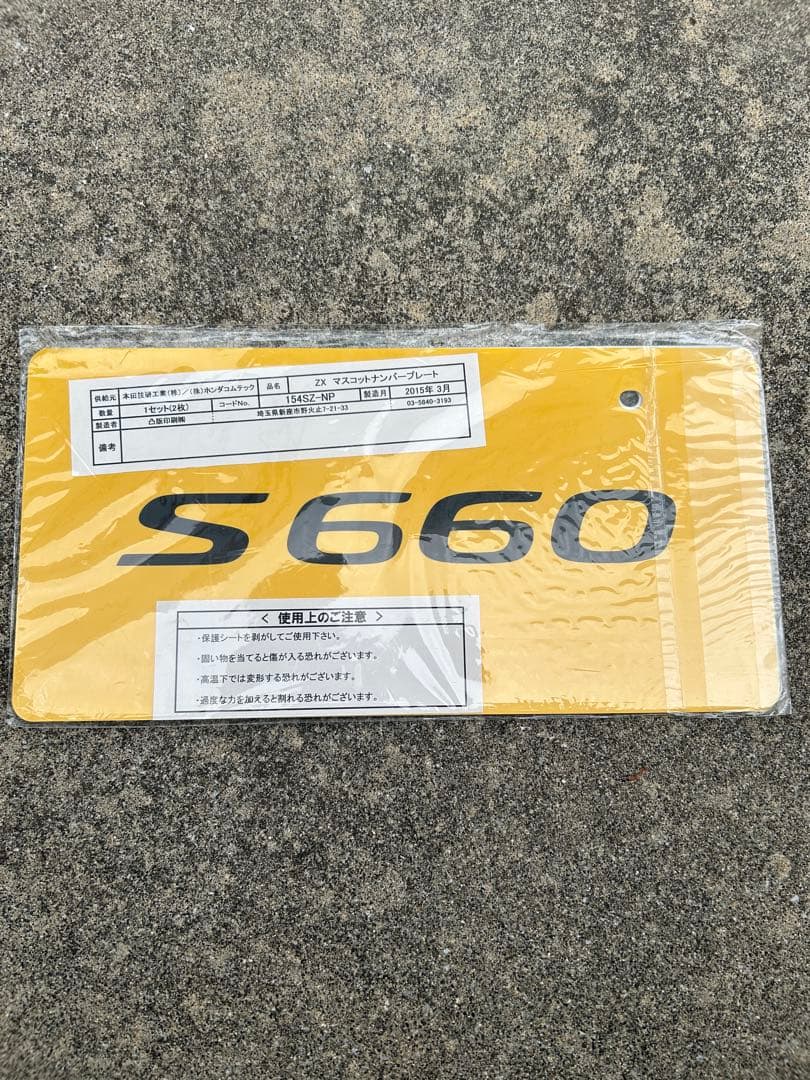 供給元 本田技研工業(株)／(株)ホンダコムテック 品名 ZX マスコットナンバープレート
数量 1セット(2枚) コードNo. 154SZ-NP 製造月 2015年 3月
製造者 凸版印刷㈱ 埼玉県新座市野火止7-21-33 03-5840-3193
備考
S660
< 使用上のご注意 >
・保護シートを剥がしてご使用下さい。
・固い物を当てると傷が入る恐れがございます。
・高温下では変形する恐れがございます。
・過度な力を加えると割れる恐れがございます。